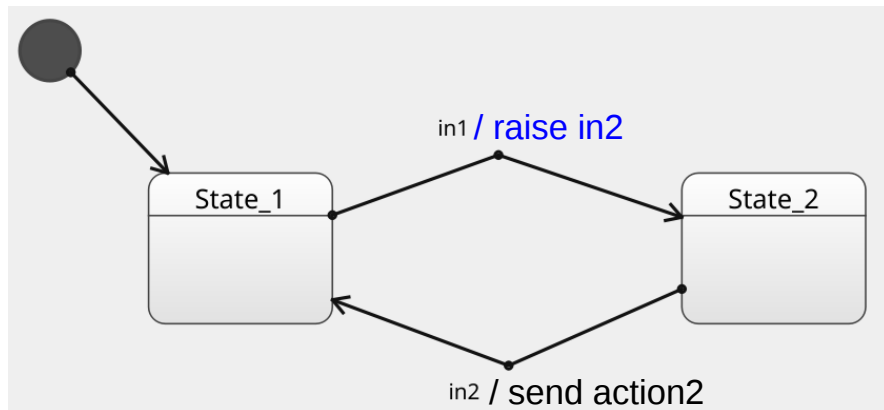 in1 / raise in2
State_1
State_2
in2 / send action2